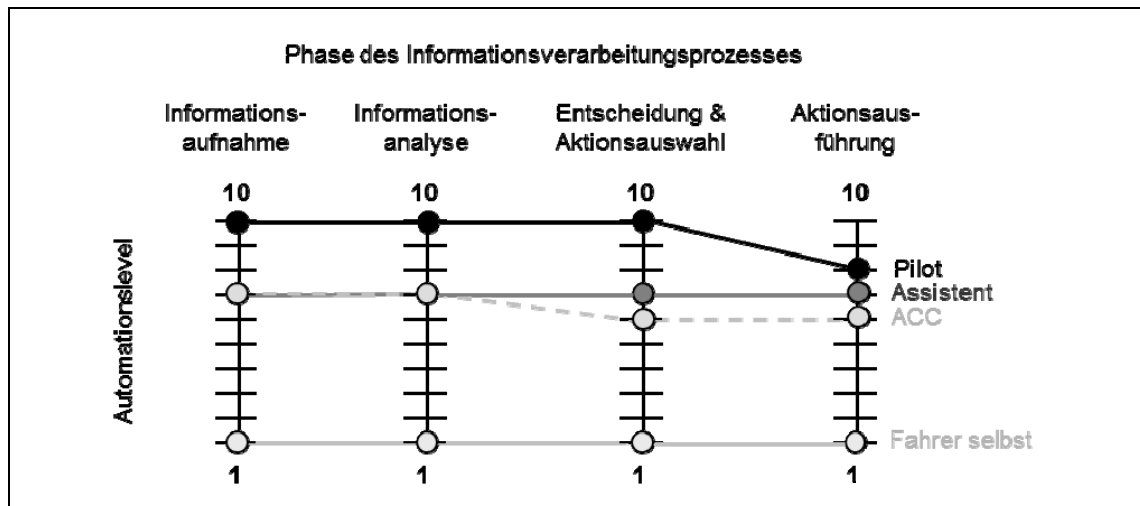 Phase des Informationsverarbeitungsprozesses
Informations-
aufnahme
Informations-
analyse
Entscheidung &
Aktionsauswahl
Aktionsaus-
führung
10
10
10
10
Automationslevel
Pilot
Assistent
ACC
Fahrer selbst
1
1
1
1